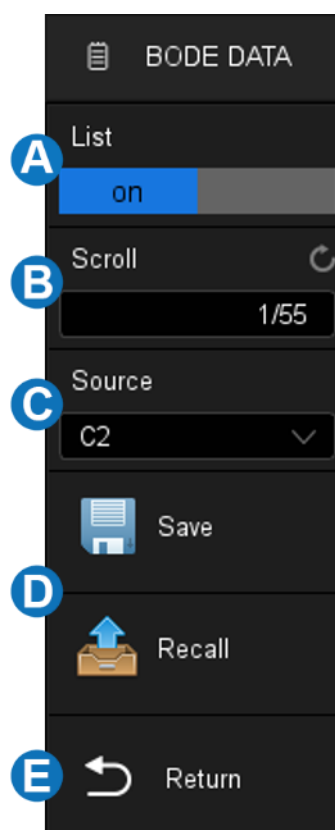 BODE DATA
List
A
on
Scroll
B
1/55
Source
C
C2
Save
D
Recall
E
Return